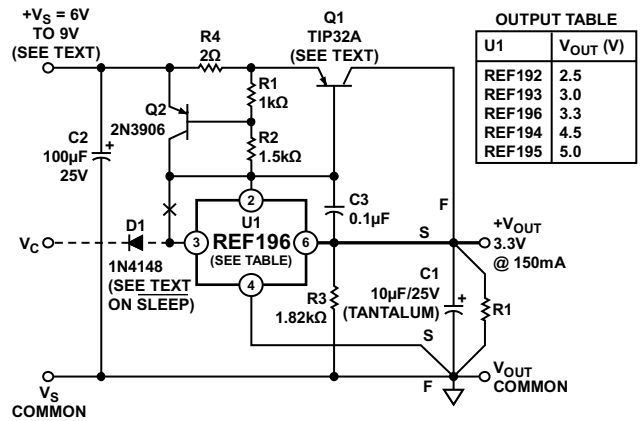 +VS = 6V
TO 9V
(SEE TEXT)
R4
2Ω
Q1
TIP32A
(SEE TEXT)
OUTPUT TABLE
U1 VOUT (V)
REF192 2.5
REF193 3.0
REF196 3.3
REF194 4.5
REF195 5.0
R1
1kΩ
Q2
2N3906
R2
1.5kΩ
C2
100µF
25V
+
C3
0.1µF
F
2
U1
REF196
(SEE TABLE)
3
6
4
S
+VOUT
3.3V
@ 150mA
VC
D1
1N4148
(SEE TEXT
ON SLEEP)
R3
1.82kΩ
C1
10µF/25V
(TANTALUM)
+
R1
S
F
VS
COMMON
VOUT
COMMON